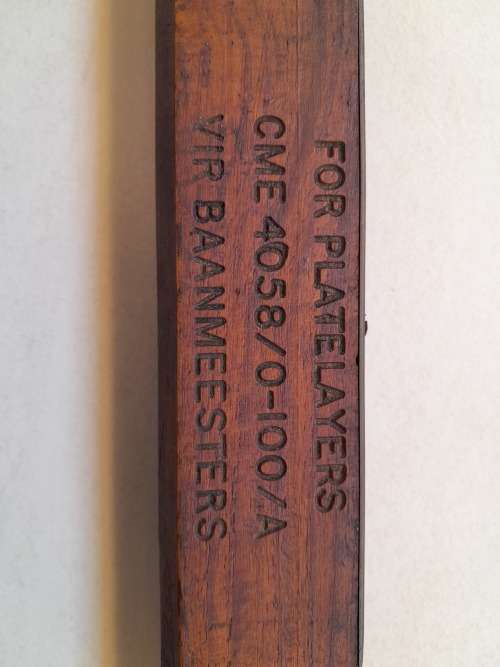 FOR PLATELAYERS
CME 4058/0-100/A
VIR BAANMEESTERS